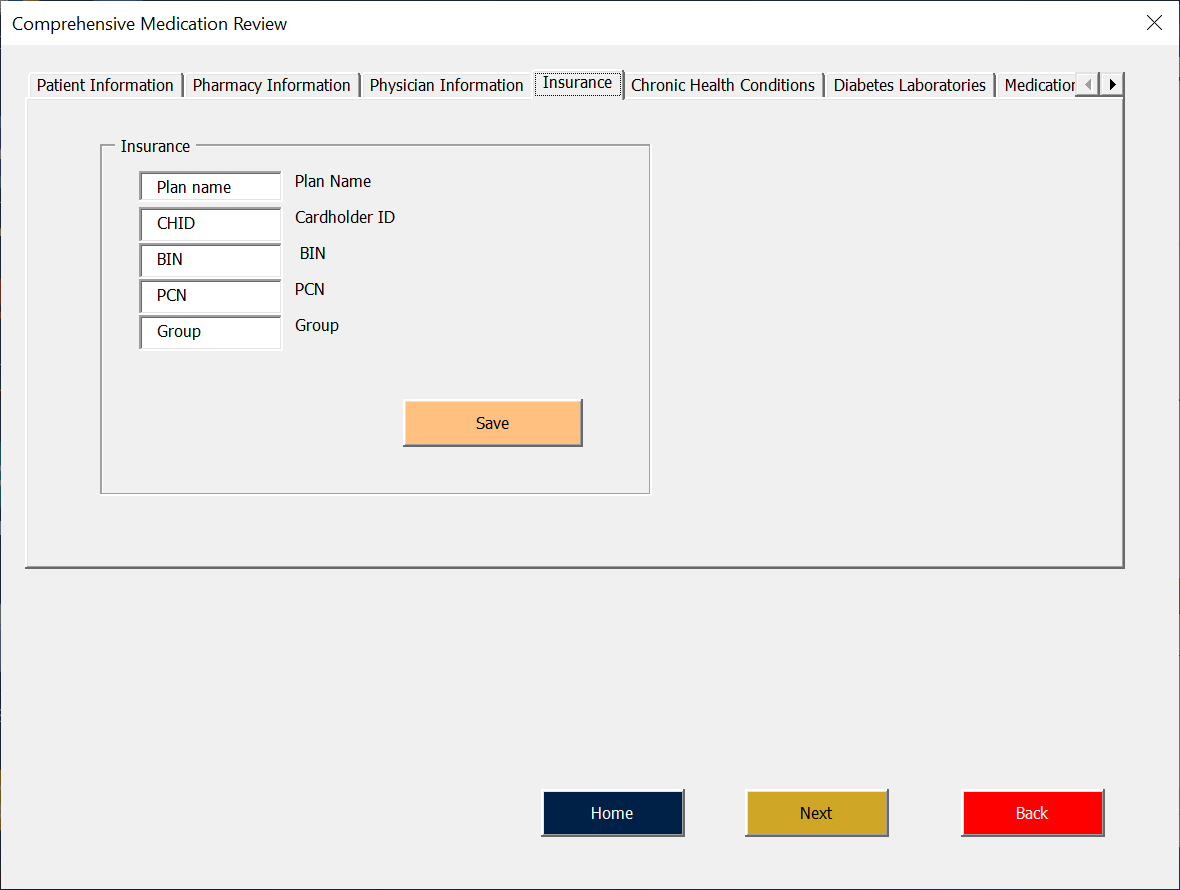 Comprehensive Medication Review
Patient Information Pharmacy Information Physician Information Insurance Chronic Health Conditions Diabetes Laboratories Medication
Insurance
Plan name Plan Name
CHID Cardholder ID
BIN BIN
PCN PCN
Group Group
Save
Home Next Back